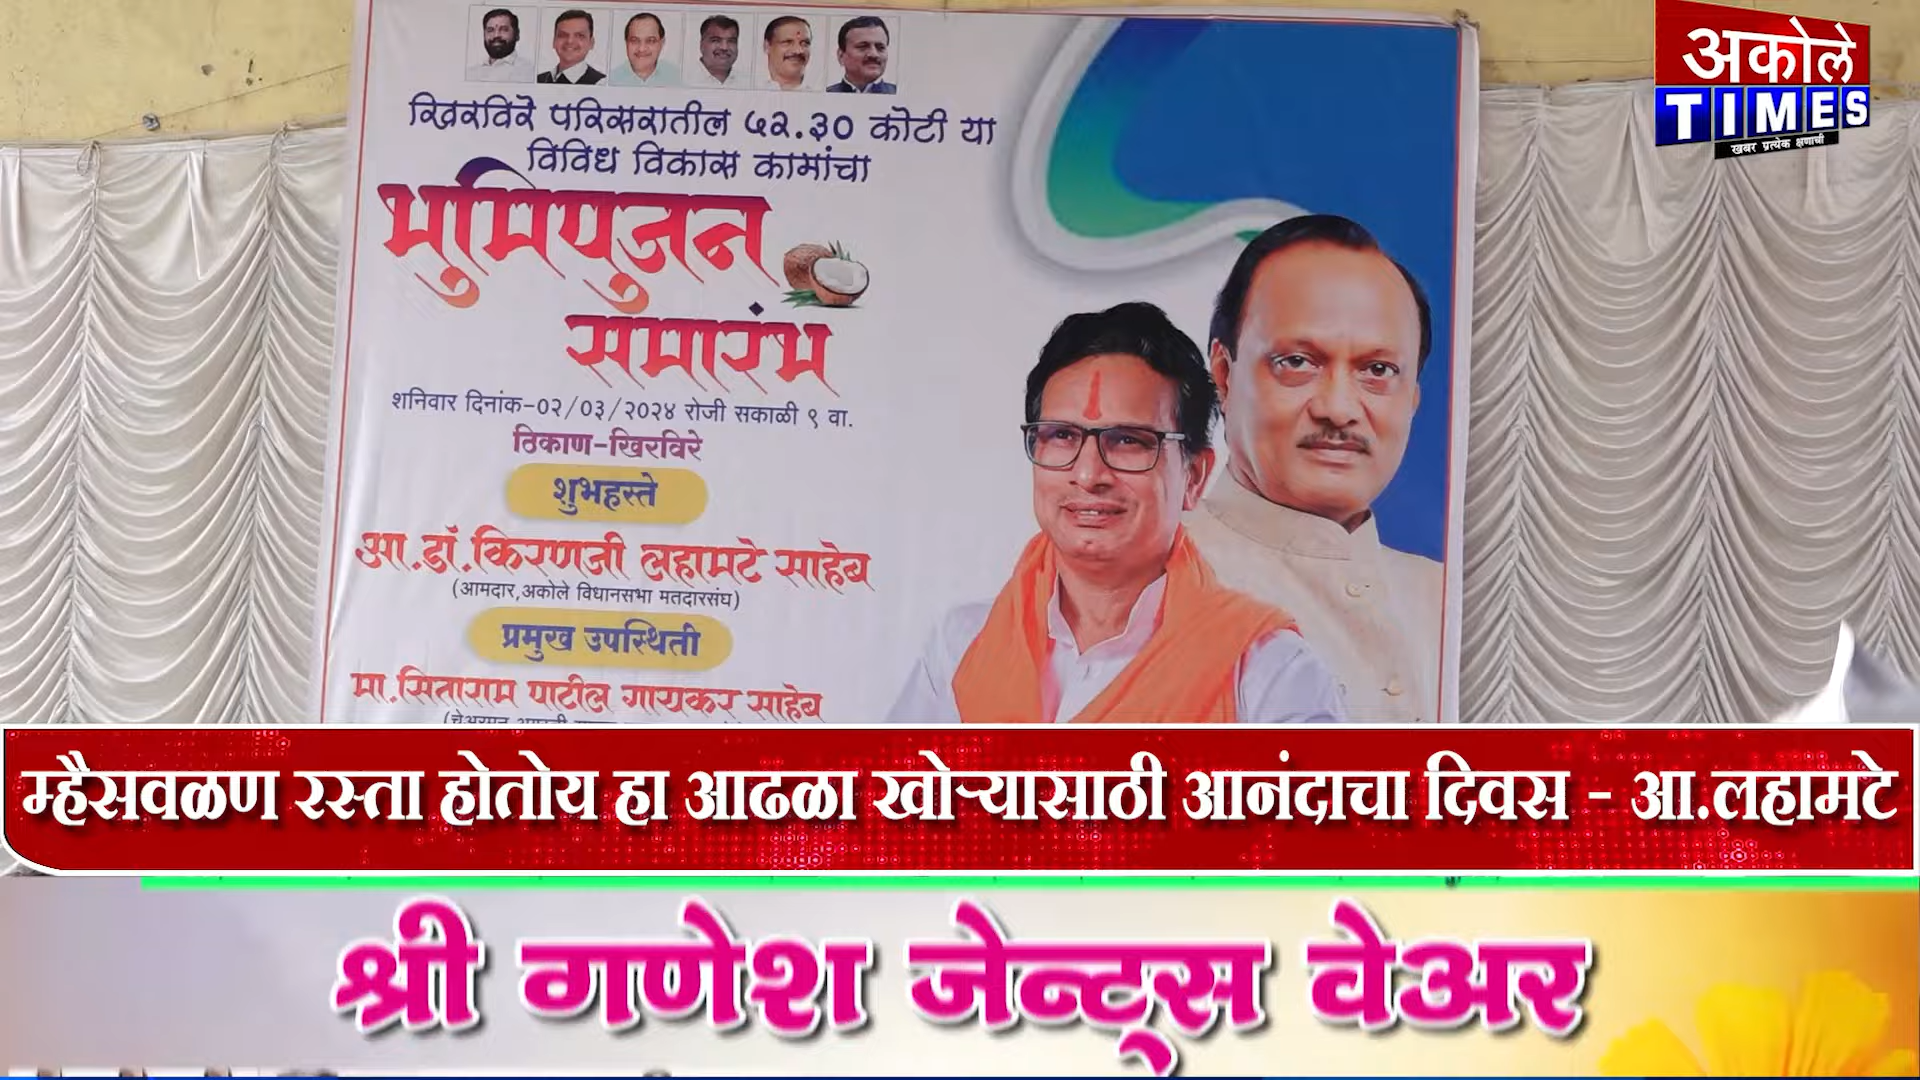 अकोले
TIMES
खबर प्रत्येक क्षणाची
खिरविरे परिसरातील ५२.३० कोटी या
विविध विकास कामांचा
भुमिपुजन
समारंभ
शनिवार दिनांक-०२/०३/२०२४ रोजी सकाळी ९ वा.
ठिकाण-खिरविरे
शुभहस्ते
आ.डॉ.किरणजी लहामटे साहेब
(आमदार,अकोले विधानसभा मतदारसंघ)
प्रमुख उपस्थिती
मा.सिताराम पाटील गायकर साहेब
म्हैसवळण रस्ता होतोय हा आढळा खोऱ्यासाठी आनंदाचा दिवस - आ.लहामटे
श्री गणेश जेन्ट्स वेअर